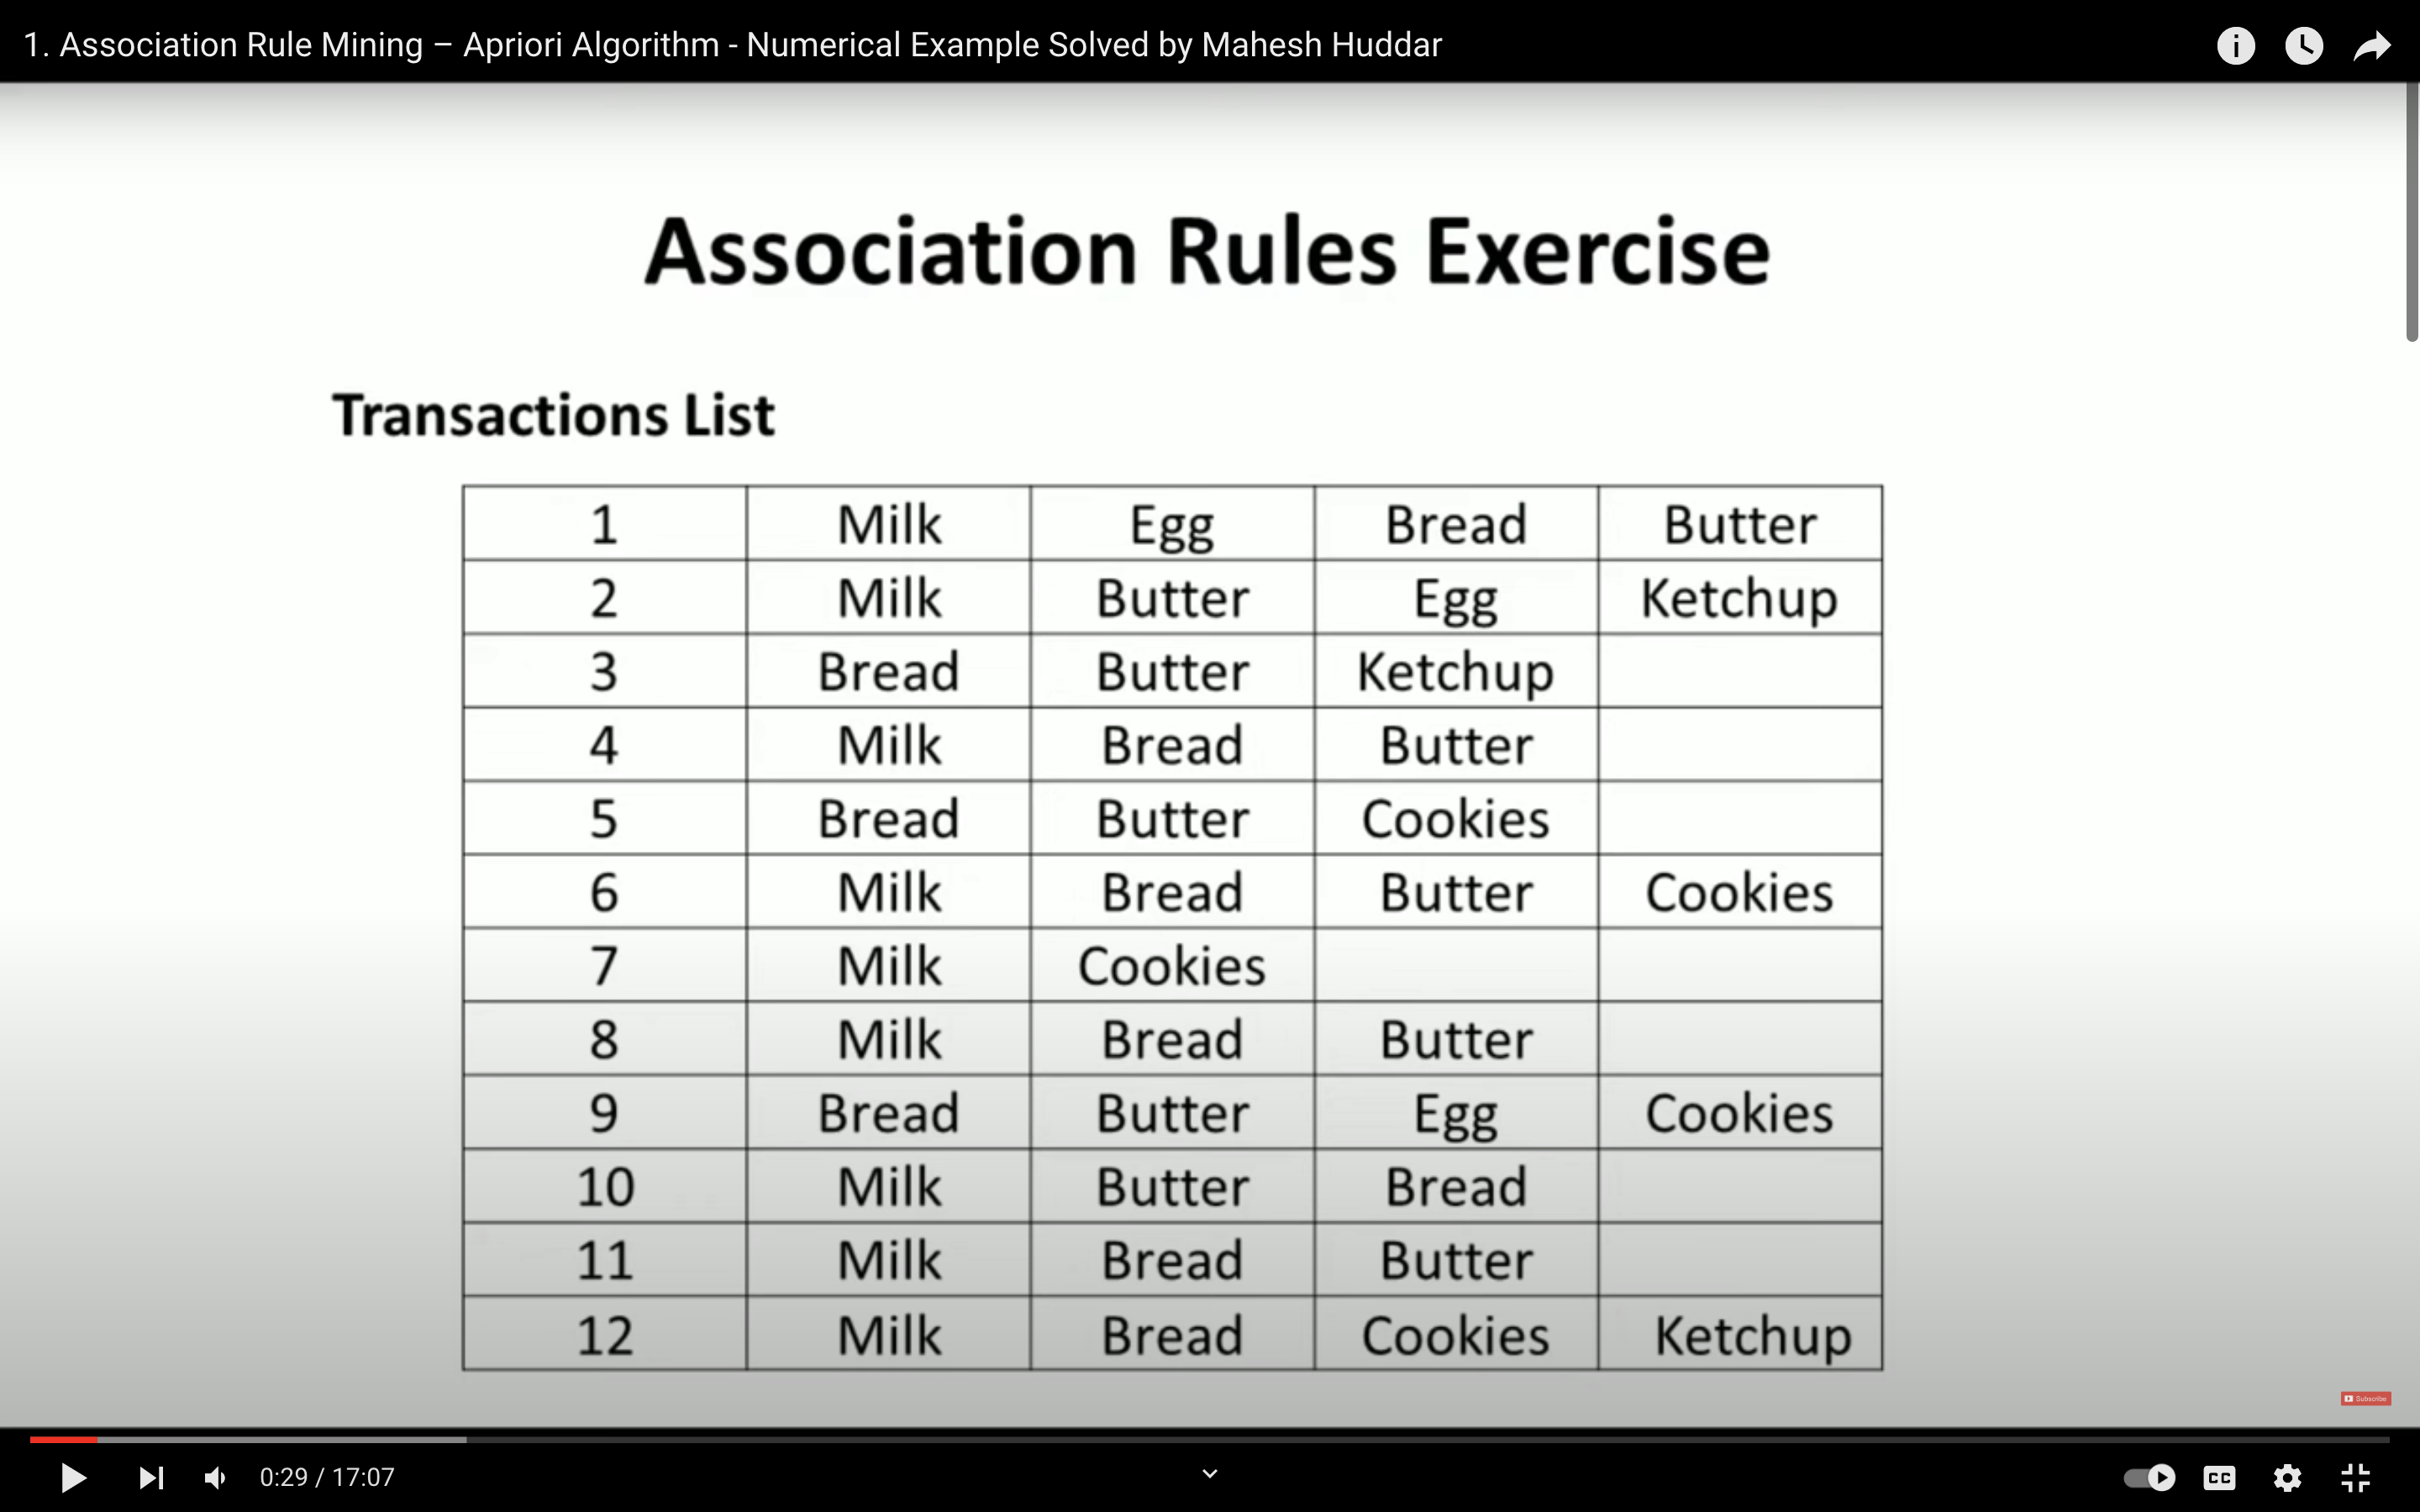 1. Association Rule Mining – Apriori Algorithm - Numerical Example Solved by Mahesh Huddar
Association Rules Exercise
Transactions List
1 Milk Egg Bread Butter
2 Milk Butter Egg Ketchup
3 Bread Butter Ketchup
4 Milk Bread Butter
5 Bread Butter Cookies
6 Milk Bread Butter Cookies
7 Milk Cookies
8 Milk Bread Butter
9 Bread Butter Egg Cookies
10 Milk Butter Bread
11 Milk Bread Butter
12 Milk Bread Cookies Ketchup
Subscribe
0:29 / 17:07
CC